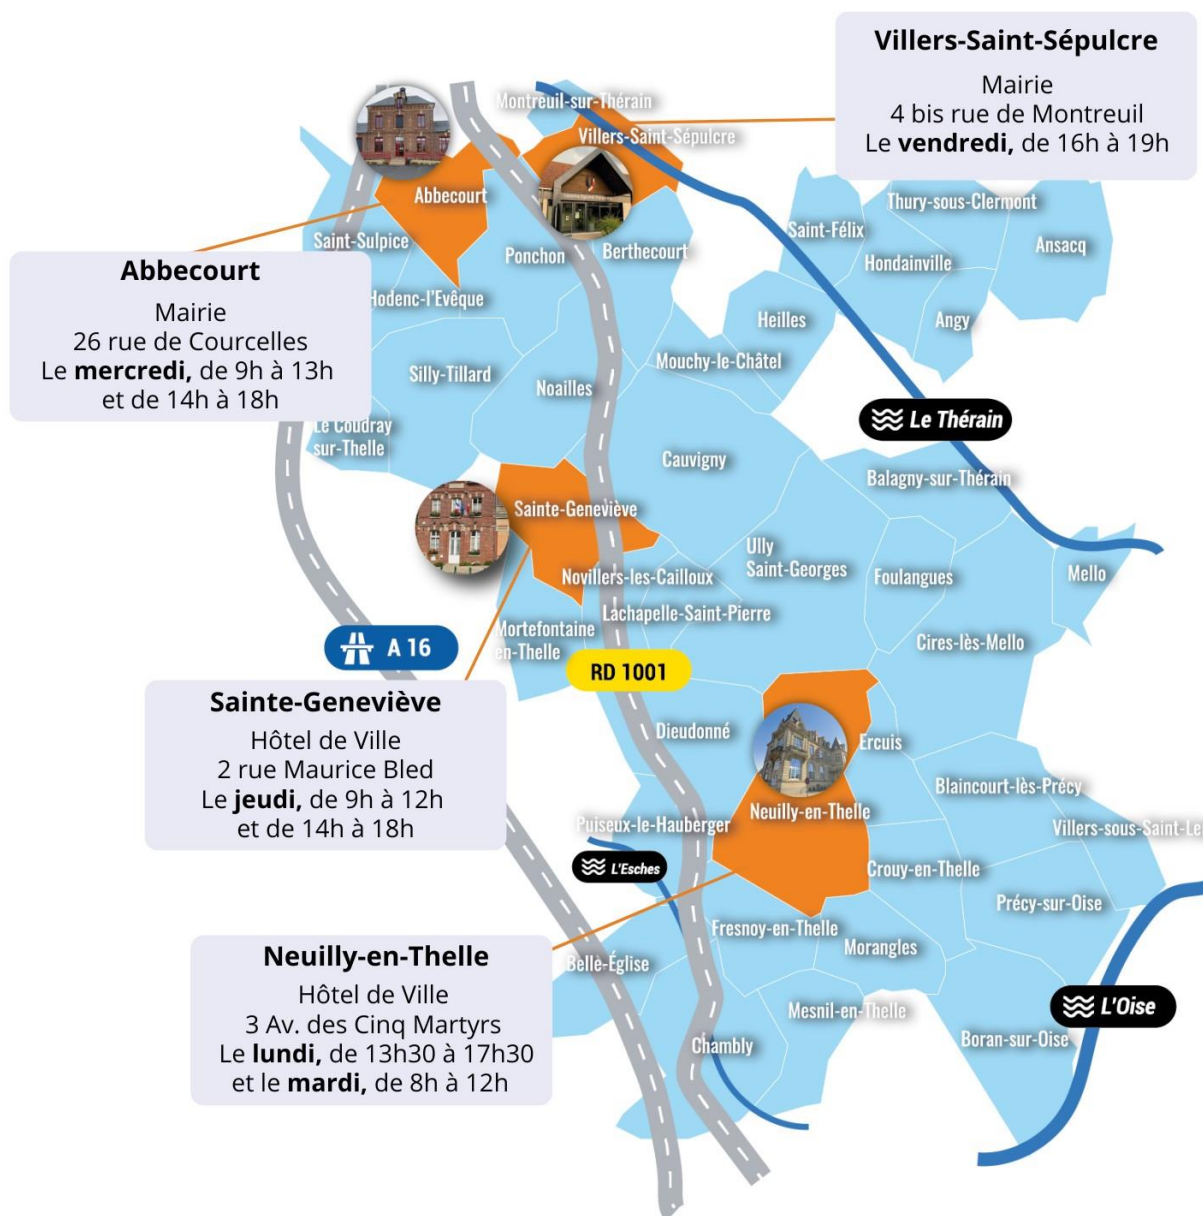 Villers-Saint-Sépulcre
Mairie
4 bis rue de Montreuil
Le vendredi, de 16h à 19h
Montreuil-sur-Thérain
Villers-Saint-Sépulcre
Abbecourt
Saint-Sulpice
Ponchon
Berthecourt
Saint-Félix
Thury-sous-Clermont
Hondainville
Ansacq
Angy
Heilles
Mouchy-le-Châtel
Abbecourt
Mairie
26 rue de Courcelles
Le mercredi, de 9h à 13h
et de 14h à 18h
Hodenc-l'Evêque
Silly-Tillard
Noailles
Le Coudray
sur-Thelle
Le Thérain
Cauvigny
Balagny-sur-Thérain
Sainte-Geneviève
Novillers-les-Cailloux
Ully
Saint-Georges
Foulangues
Mello
Lachapelle-Saint-Pierre
Mortefontaine
en-Thelle
Cires-lès-Mello
A 16
RD 1001
Sainte-Geneviève
Hôtel de Ville
2 rue Maurice Bled
Le jeudi, de 9h à 12h
et de 14h à 18h
Dieudonné
Ercuis
Neuilly-en-Thelle
Blaincourt-lès-Précy
Villers-sous-Saint-Le
Puiseux-le-Hauberger
L'Esches
Crouy-en-Thelle
Précy-sur-Oise
Fresnoy-en-Thelle
Morangles
Belle-Église
Mesnil-en-Thelle
L'Oise
Boran-sur-Oise
Chambly
Neuilly-en-Thelle
Hôtel de Ville
3 Av. des Cinq Martyrs
Le lundi, de 13h30 à 17h30
et le mardi, de 8h à 12h